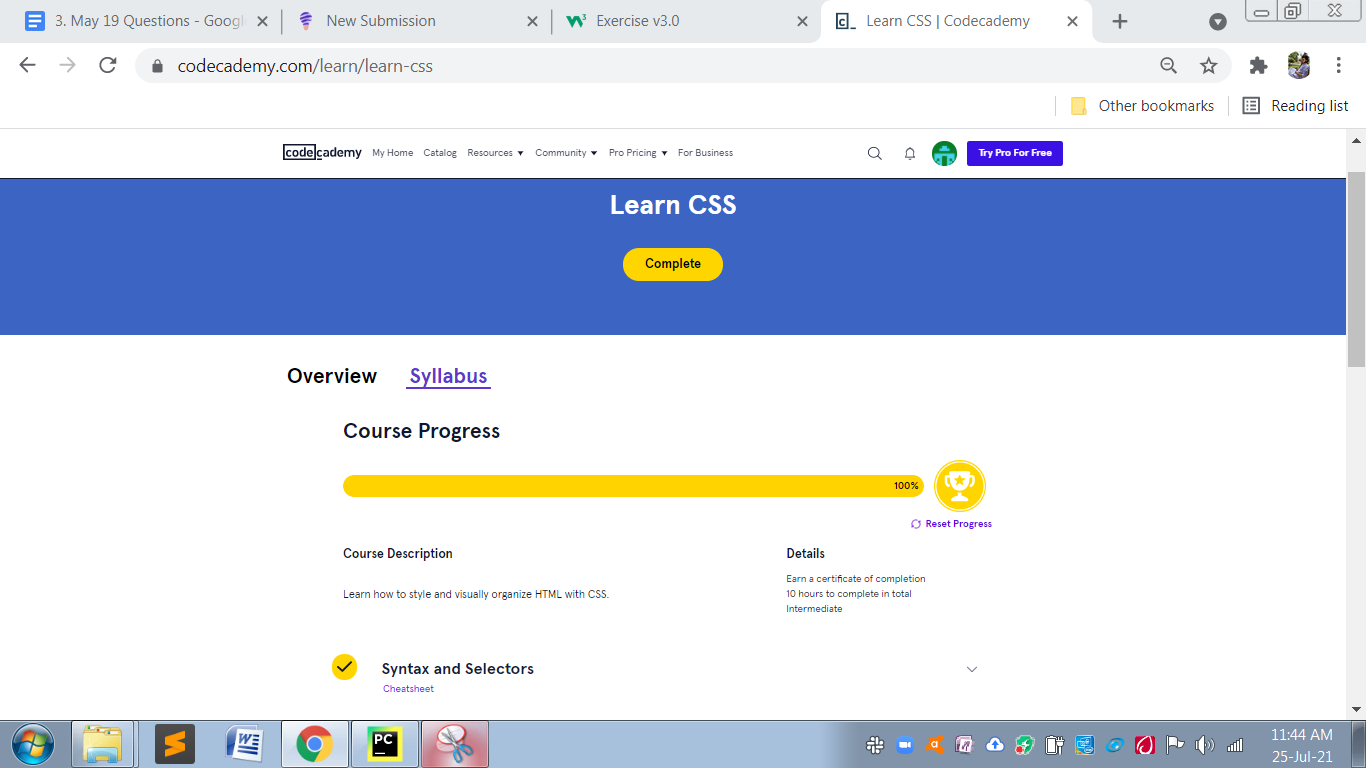 3. May 19 Questions - Googl
New Submission
Exercise v3.0
Learn CSS | Codecademy
codecademy.com/learn/learn-css
Other bookmarks
Reading list
codecademy My Home Catalog Resources Community Pro Pricing For Business Try Pro For Free
Learn CSS
Complete
Overview Syllabus
Course Progress
100%
Reset Progress
Course Description
Learn how to style and visually organize HTML with CSS.
Details
Earn a certificate of completion
10 hours to complete in total
Intermediate
Syntax and Selectors
Cheatsheet
11:44 AM
25-Jul-21